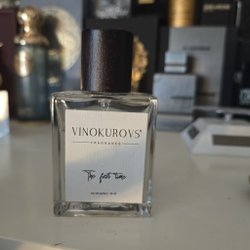 VINOKUROVS®
FRAGRANCE
The first time